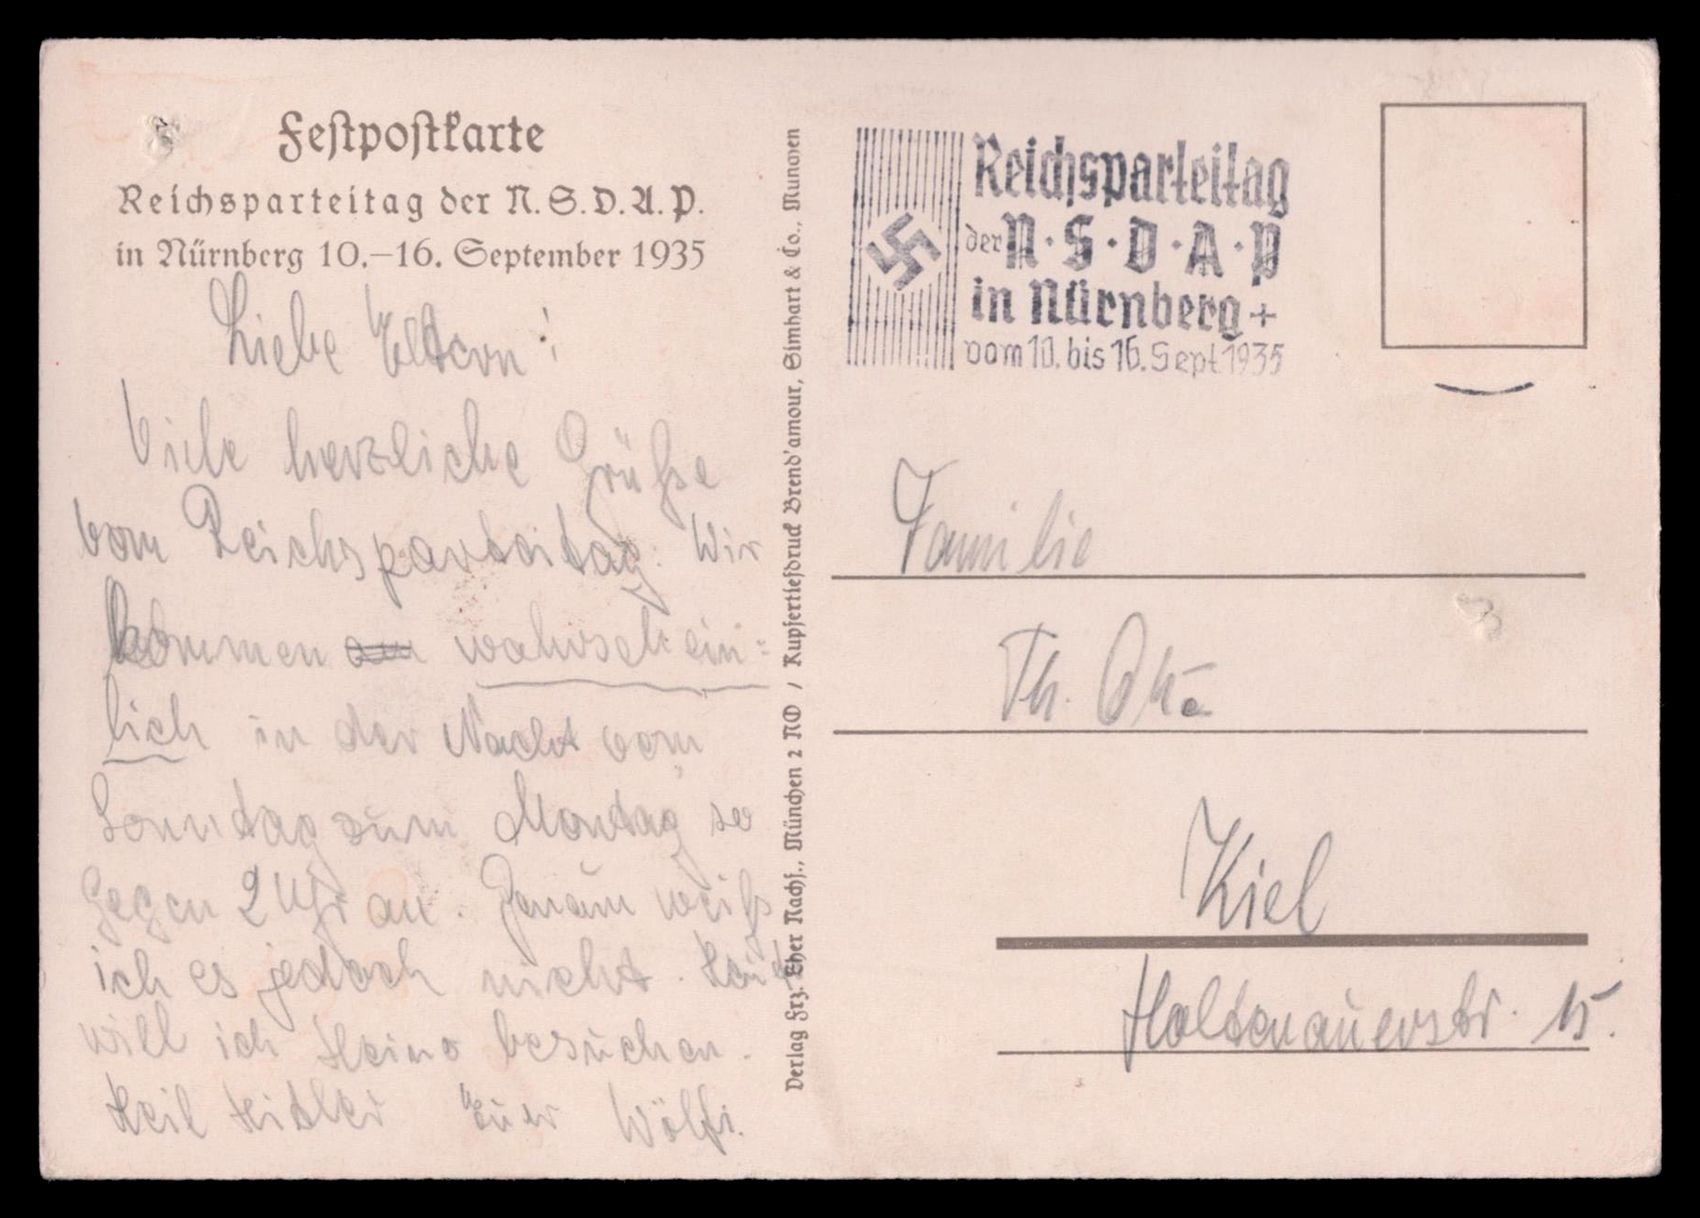 Festpostkarte
Reichsparteitag der N.S.D.A.P.
in Nürnberg 10.–16. September 1935
Liebe Eltern!
Viele herzliche Grüße
vom Reichsparteitag. Wir
kommen wahrschein=
lich in der Nacht vom
Sonntag zum Montag so
gegen 2 Uhr an. Genau weiß
ich es jedoch nicht.
will ich Heino besuchen.
Heil Hitler Euer Wölfi.
Verlag Frz. Eher Nachf., München 2 NO / Kupfertiefdruck Brend'amour, Simhart & Co., München
Reichsparteitag
der N·S·D·A·P
in Nürnberg +
vom 10. bis 16. Sept 1935
Familie
Th.
Kiel
Holtenauerstr. 15.